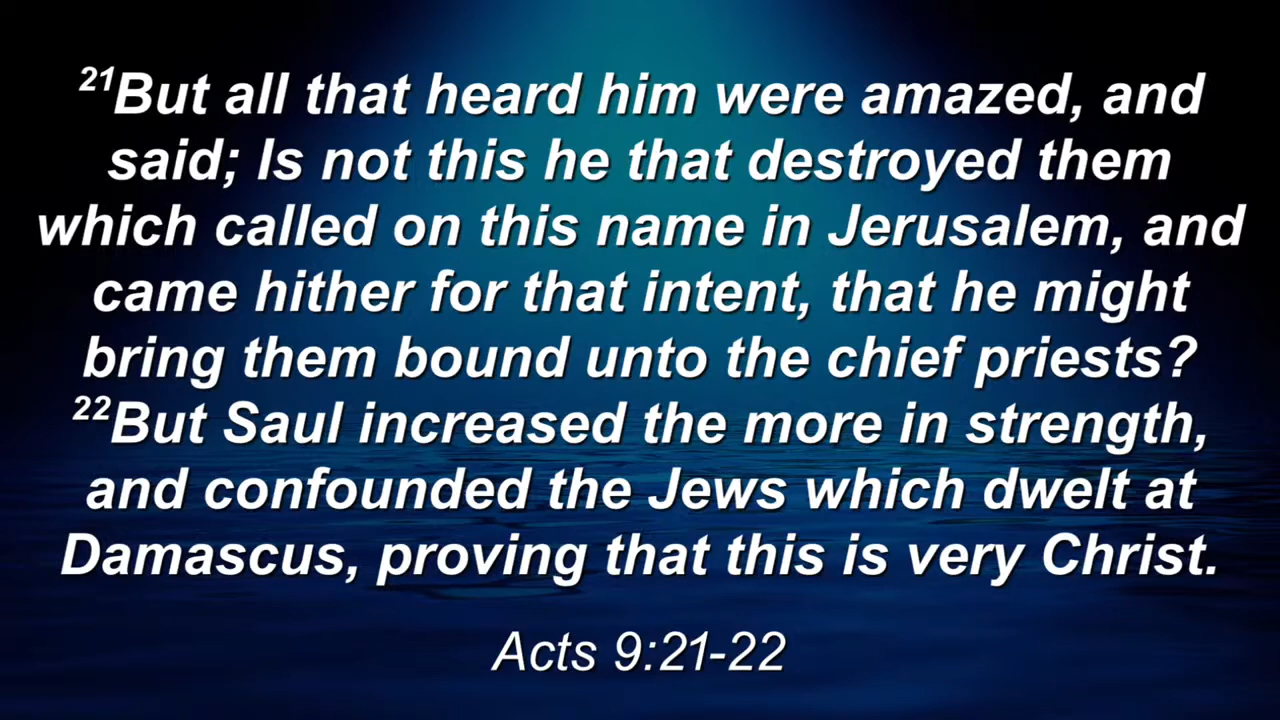 21But all that heard him were amazed, and
said; Is not this he that destroyed them
which called on this name in Jerusalem, and
came hither for that intent, that he might
bring them bound unto the chief priests?
22But Saul increased the more in strength,
and confounded the Jews which dwelt at
Damascus, proving that this is very Christ.
Acts 9:21-22